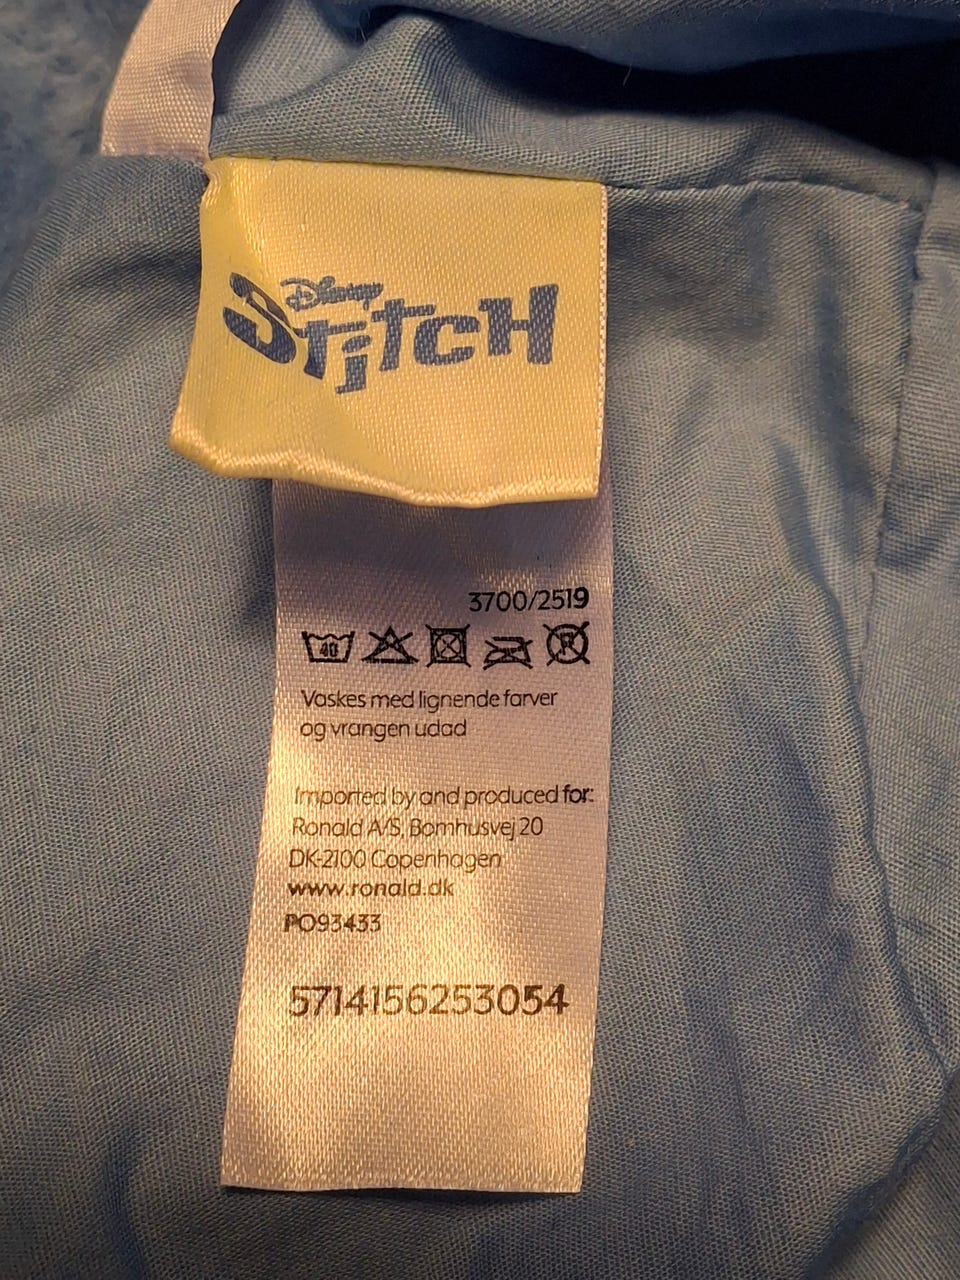 Disney
Stitch
3700/2519
40
P
Vaskes med lignende farver
og vrangen udad
Imported by and produced for:
Ronald A/S, Bomhusvej 20
DK-2100 Copenhagen
www.ronald.dk
PO93433
5714156253054